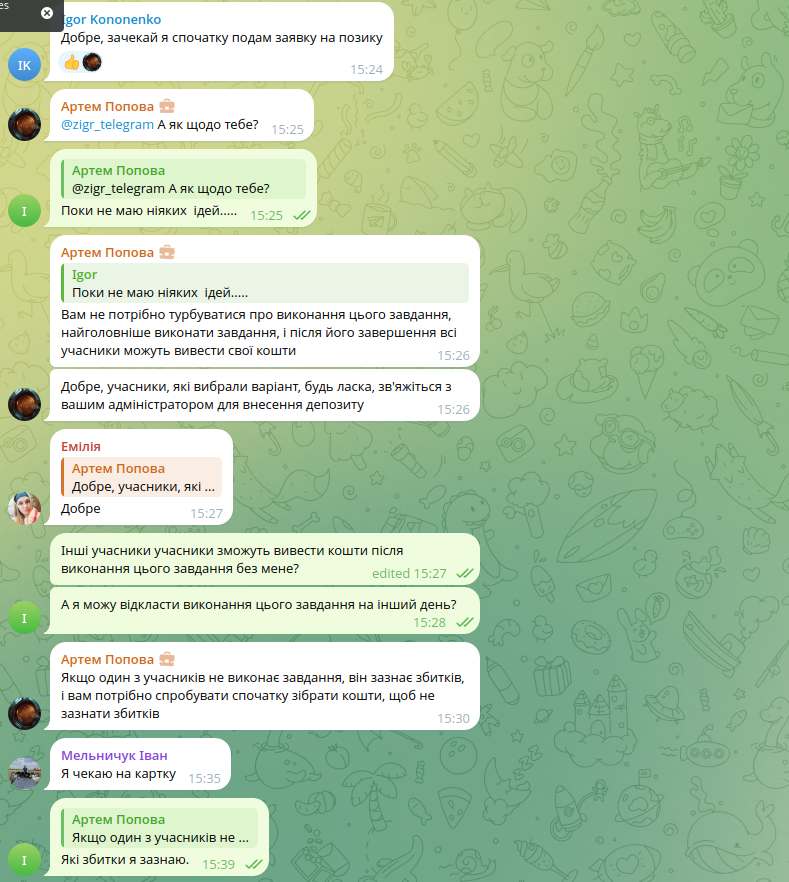 es
Igor Kononenko
Добре, зачекай я спочатку подам заявку на позику
IK
15:24
Артем Попова
@zigr_telegram А як щодо тебе?
15:25
Артем Попова
@zigr_telegram А як щодо тебе?
I
Поки не маю ніяких ідей.....
15:25
Артем Попова
Igor
Поки не маю ніяких ідей.....
Вам не потрібно турбуватися про виконання цього завдання,
найголовніше виконати завдання, і після його завершення всі
учасники можуть вивести свої кошти
15:26
Добре, учасники, які вибрали варіант, будь ласка, зв'яжіться з
вашим адміністратором для внесення депозиту
15:26
Емілія
Артем Попова
Добре, учасники, які ...
Добре
15:27
Інші учасники учасники зможуть вивести кошти після
виконання цього завдання без мене?
edited 15:27
А я можу відкласти виконання цього завдання на інший день?
I
15:28
Артем Попова
Якщо один з учасників не виконає завдання, він зазнає збитків,
і вам потрібно спробувати спочатку зібрати кошти, щоб не
зазнати збитків
15:30
Мельничук Іван
Я чекаю на картку
15:35
Артем Попова
Якщо один з учасників не ...
I
Які збитки я зазнаю.
15:39